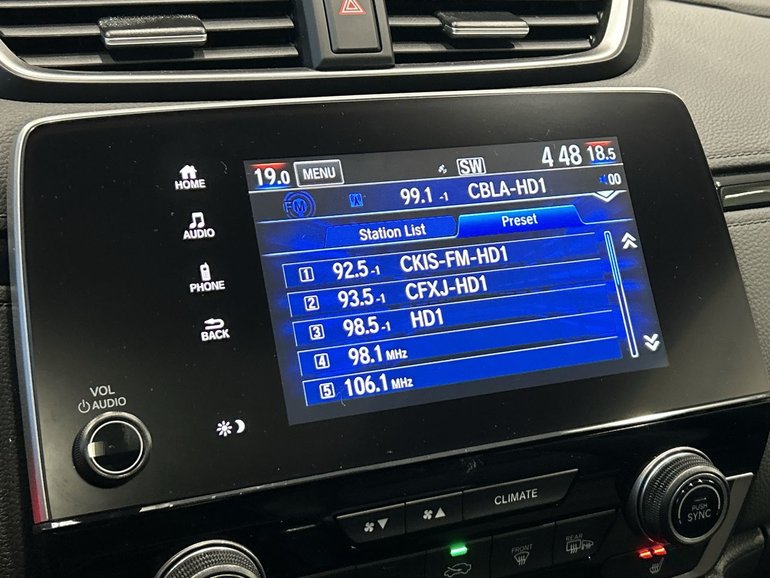 19.0 MENU SW 4 48 18.5
FM 99.1-1 CBLA-HD1 00
Station List Preset
1 92.5-1 CKIS-FM-HD1
2 93.5-1 CFXJ-HD1
3 98.5-1 HD1
4 98.1 MHz
5 106.1 MHz
HOME
AUDIO
PHONE
BACK
VOL
AUDIO
CLIMATE
PUSH
SYNC
FRONT
REAR